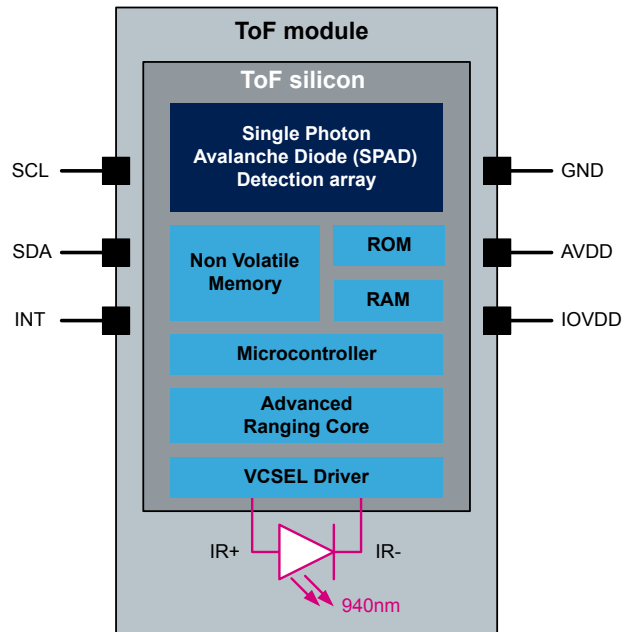 ToF module
ToF silicon
Single Photon
Avalanche Diode (SPAD)
Detection array
SCL
GND
SDA
Non Volatile
Memory
ROM
AVDD
INT
RAM
IOVDD
Microcontroller
Advanced
Ranging Core
VCSEL Driver
IR+
IR-
940nm